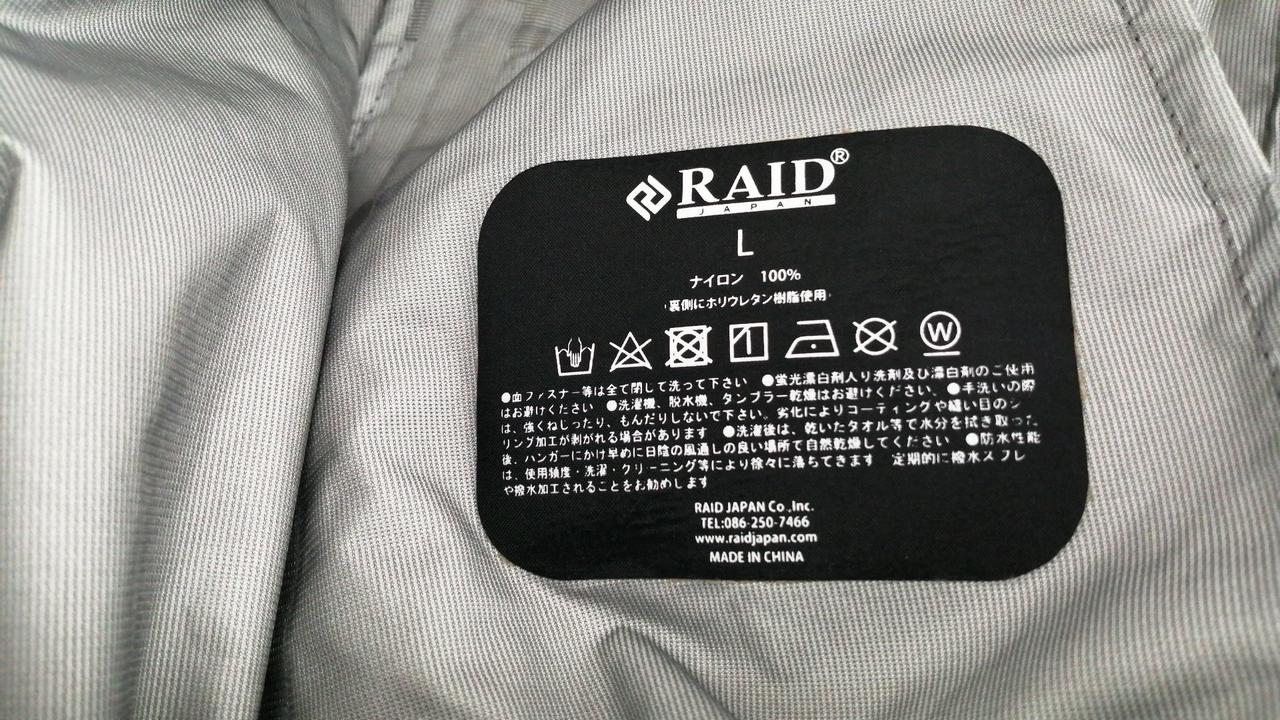 RAID®
JAPAN
L
ナイロン 100%
裏側にポリウレタン樹脂使用
W
●面ファスナー等は全て閉じて洗って下さい ●蛍光漂白剤入り洗剤及び漂白剤のご使用
はお避けください ●洗濯機、脱水機、タンブラー乾燥はお避けください、●手洗いの際
は、強くねじったり、もんだりしないで下さい。劣化によりコーティングや縫い目のシ
リング加工が剥がれる場合があります ●洗濯後は、乾いたタオル等で水分を拭き取った
後、ハンガーにかけ早めに日陰の風通しの良い場所で自然乾燥してください ●防水性能
は、使用頻度・洗濯・クリーニング等により徐々に落ちてきます 定期的に撥水スプレ
や撥水加工されることをお勧めします
RAID JAPAN Co.,Inc.
TEL:086-250-7466
www.raidjapan.com
MADE IN CHINA